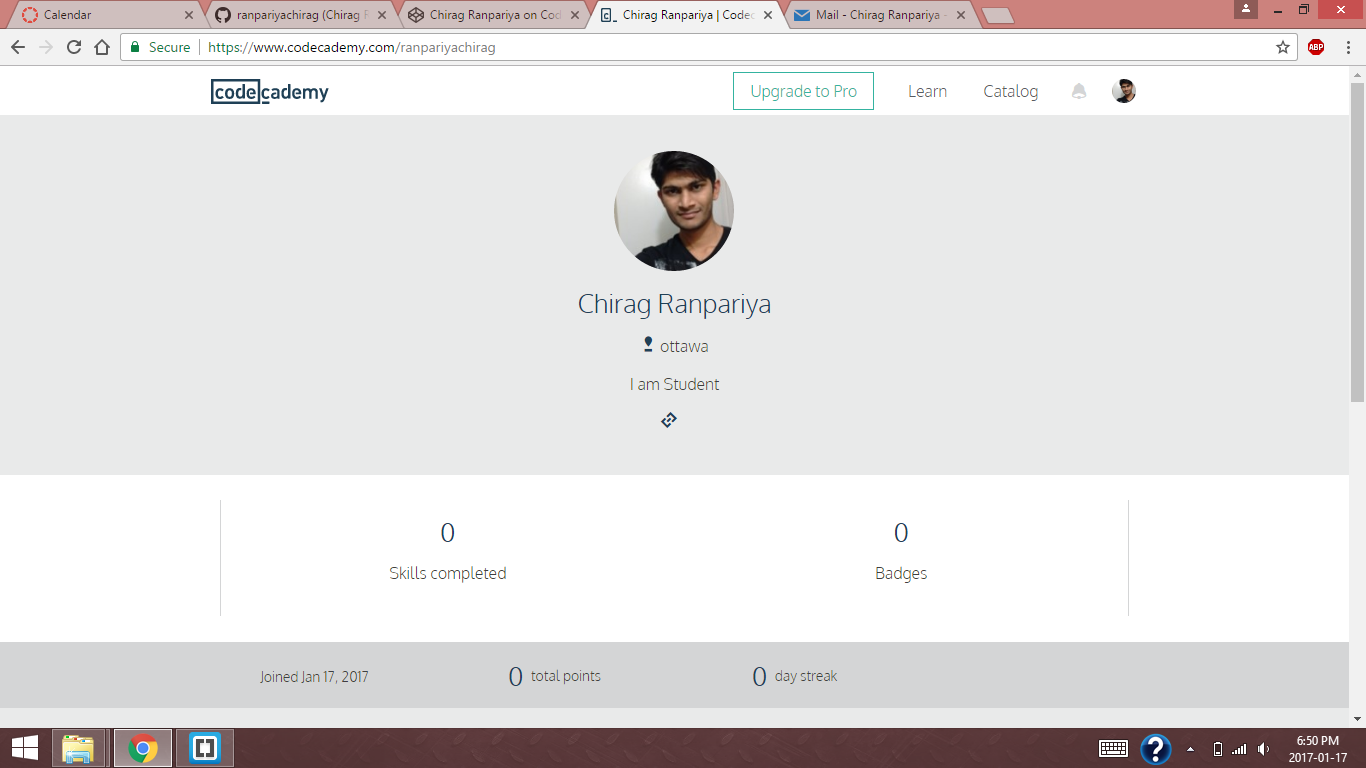 Calendar
ranpariyachirag (Chirag R
Chirag Ranpariya on Cod
Chirag Ranpariya | Codec
Mail - Chirag Ranpariya -
Secure
https://www.codecademy.com/ranpariyachirag
ABP
codecademy
Upgrade to Pro
Learn
Catalog
Chirag Ranpariya
ottawa
I am Student
0
0
Skills completed
Badges
Joined Jan 17, 2017
0 total points
0 day streak
6:50 PM
2017-01-17